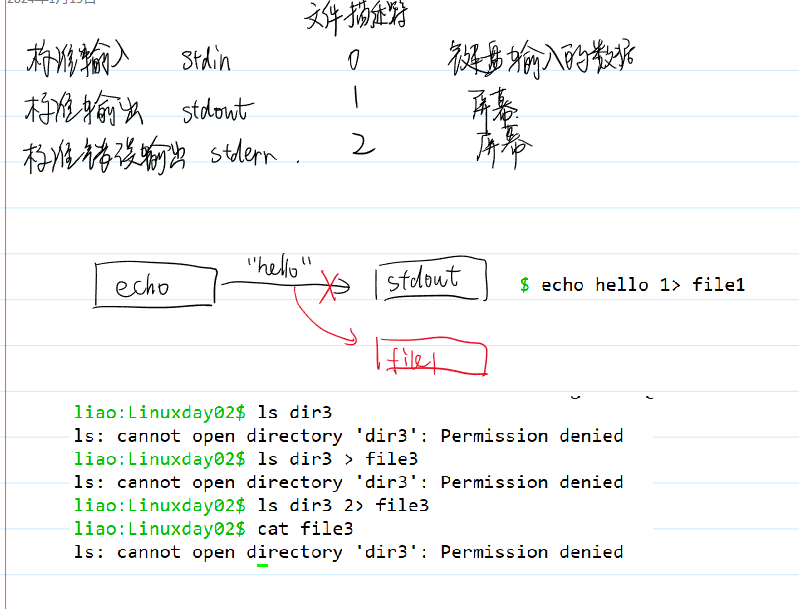 2024年1月15日
文件描述符
标准输入 stdin 0 键盘输入的数据
标准输出 stdout 1 屏幕
标准错误输出 stderr . 2 屏幕
echo "hello" stdout $ echo hello 1> file1
file1
liao:Linuxday02$ ls dir3
ls: cannot open directory 'dir3': Permission denied
liao:Linuxday02$ ls dir3 > file3
ls: cannot open directory 'dir3': Permission denied
liao:Linuxday02$ ls dir3 2> file3
liao:Linuxday02$ cat file3
ls: cannot open directory 'dir3': Permission denied